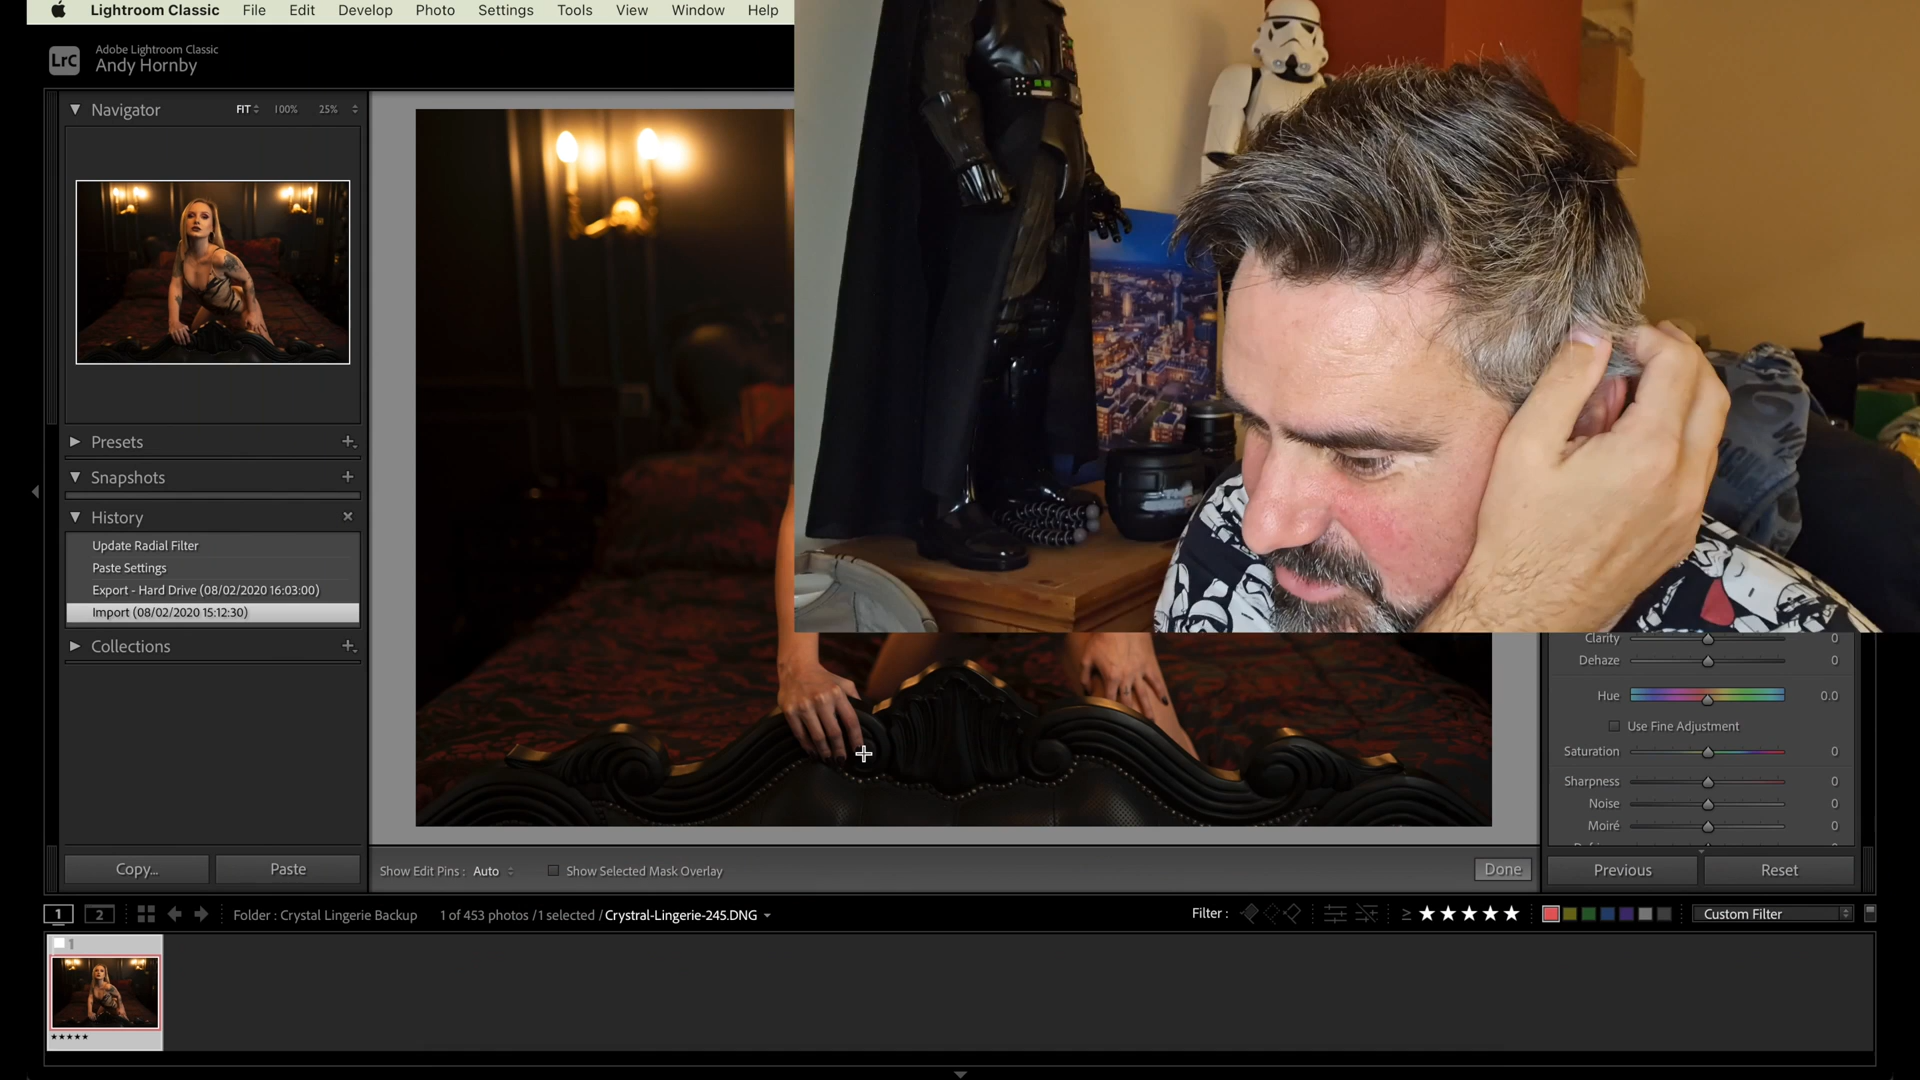 Lightroom Classic File Edit Develop Photo Settings Tools View Window Help
LrC
Adobe Lightroom Classic
Andy Hornby
Navigator FIT 100% 25%
Presets
Snapshots
History
Update Radial Filter
Paste Settings
Export - Hard Drive (08/02/2020 16:03:00)
Import (08/02/2020 15:12:30)
Collections
Clarity 0
Dehaze 0
Hue 0.0
Use Fine Adjustment
Saturation 0
Sharpness 0
Noise 0
Moiré 0
Copy... Paste
Show Edit Pins : Auto Show Selected Mask Overlay
Done
Previous Reset
1 2 Folder : Crystal Lingerie Backup 1 of 453 photos / 1 selected / Crystral-Lingerie-245.DNG
Filter : ≥ ★★★★★ Custom Filter
1
★★★★★